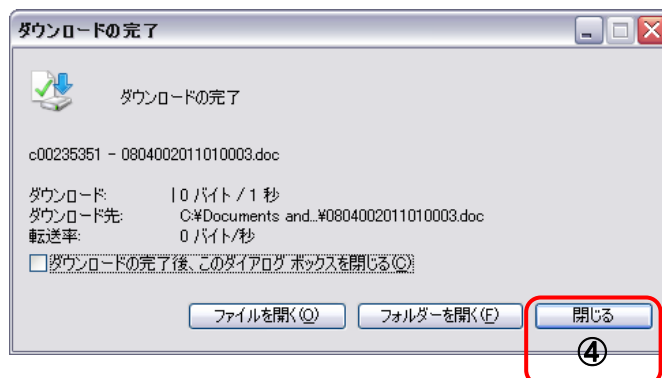 ダウンロードの完了
ダウンロードの完了
c00235351 - 0804002011010003.doc
ダウンロード: |0 バイト / 1 秒
ダウンロード先: C:¥Documents and...¥0804002011010003.doc
転送率: 0 バイト/秒
ダウンロードの完了後、このダイアログ ボックスを閉じる(C)
ファイルを開く(O) フォルダーを開く(F) 閉じる
④